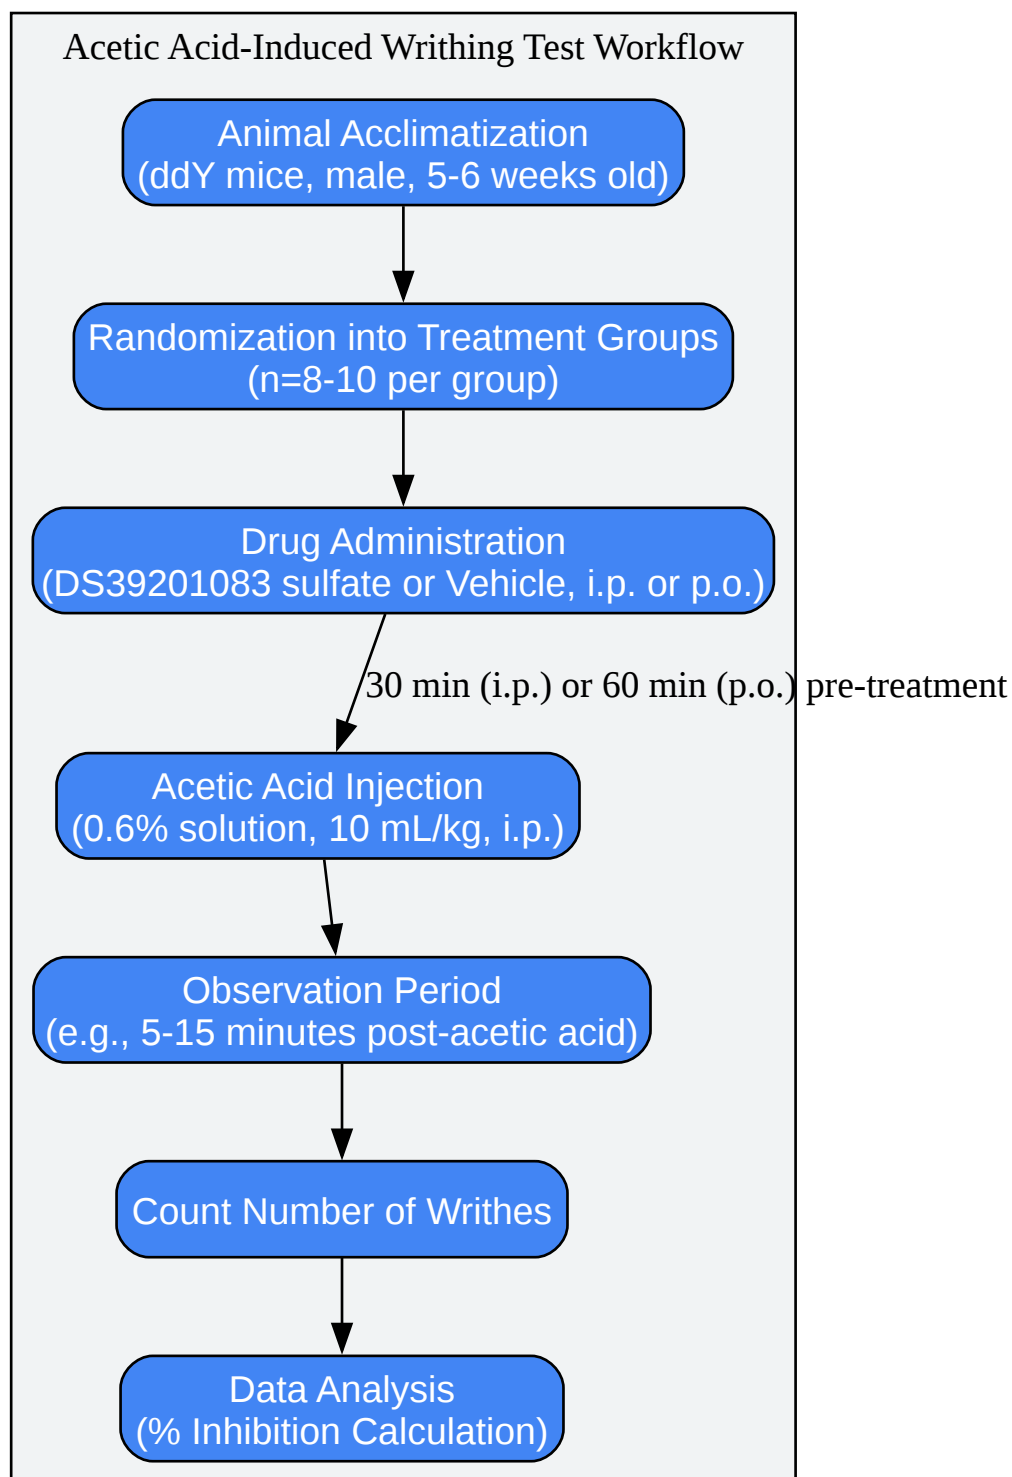 Acetic Acid-Induced Writhing Test Workflow
Animal Acclimatization
(ddY mice, male, 5-6 weeks old)
Randomization into Treatment Groups
(n=8-10 per group)
Drug Administration
(DS39201083 sulfate or Vehicle, i.p. or p.o.)
30 min (i.p.) or 60 min (p.o.) pre-treatment
Acetic Acid Injection
(0.6% solution, 10 mL/kg, i.p.)
Observation Period
(e.g., 5-15 minutes post-acetic acid)
Count Number of Writhes
Data Analysis
(% Inhibition Calculation)